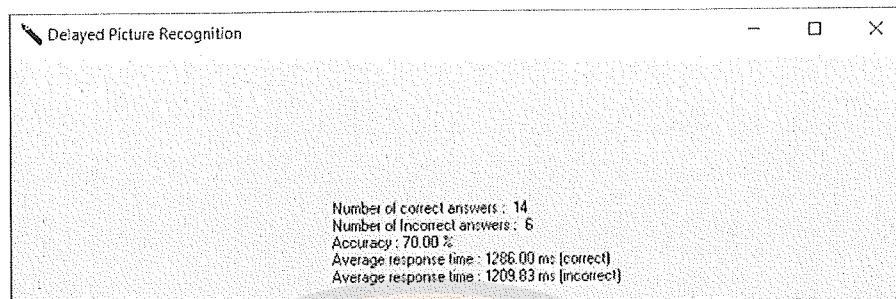 Delayed Picture Recognition
Number of correct answers : 14
Number of Incorrect answers : 6
Accuracy : 70.00 %
Average response time : 1286.00 ms (correct)
Average response time : 1209.83 ms (incorrect)